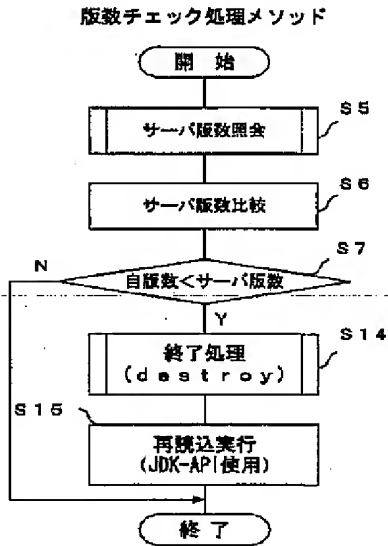 版数チェック処理メソッド
開 始
サーバ版数照会
S5
サーバ版数比較
S6
自版数<サーバ版数
S7
N
Y
終了処理
(destroy)
S14
S15
再読込実行
(JDK-API使用)
終 了